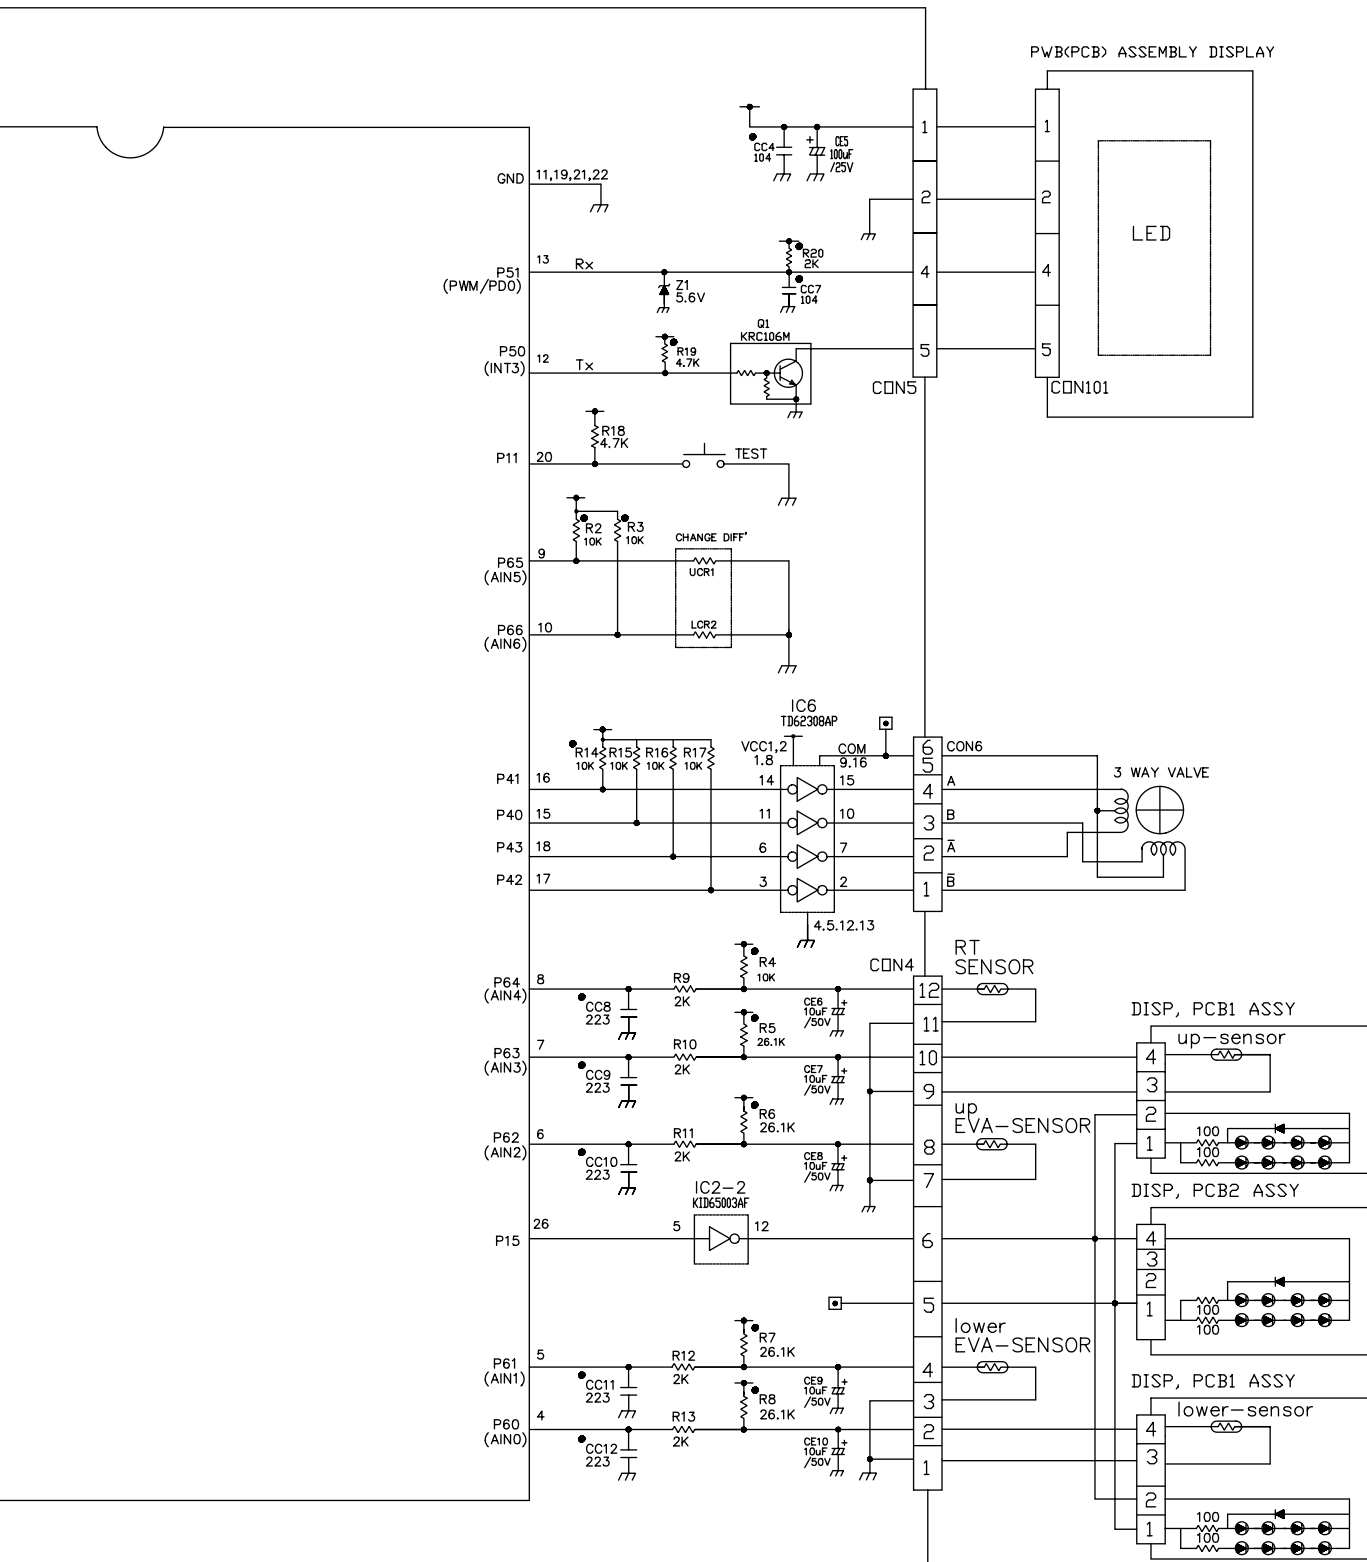 PWB(PCB) ASSEMBLY DISPLAY
1
1
CC4
104
+
CE5
100uF
/25V
GND
11,19,21,22
2
2
LED
P51
(PWM/PD0)
13
Rx
Z1
5.6V
R20
2K
CC7
104
4
4
P50
(INT3)
12
Tx
R19
4.7K
Q1
KRC106M
5
5
CON5
CON101
P11
20
R18
4.7K
TEST
P65
(AIN5)
9
R2
10K
R3
10K
CHANGE DIFF'
UCR1
P66
(AIN6)
10
LCR2
IC6
TD62308AP
VCC1,2
1.8
COM
9.16
6
5
CON6
R14
10K
R15
10K
R16
10K
R17
10K
3 WAY VALVE
P41
16
14
15
4
A
P40
15
11
10
3
B
P43
18
6
7
2
A̅
P42
17
3
2
1
B̅
4.5.12.13
CON4
RT
SENSOR
P64
(AIN4)
8
CC8
223
R9
2K
R4
10K
CE6
10uF
/50V
+
12
11
DISP, PCB1 ASSY
up-sensor
P63
(AIN3)
7
CC9
223
R10
2K
R5
26.1K
CE7
10uF
/50V
+
10
9
4
3
2
1
100
100
up
EVA-SENSOR
P62
(AIN2)
6
CC10
223
R11
2K
R6
26.1K
CE8
10uF
/50V
+
8
7
IC2-2
KID65003AF
P15
26
5
12
6
DISP, PCB2 ASSY
4
3
2
1
100
100
5
lower
EVA-SENSOR
P61
(AIN1)
5
CC11
223
R12
2K
R7
26.1K
CE9
10uF
/50V
+
4
3
DISP, PCB1 ASSY
lower-sensor
P60
(AIN0)
4
CC12
223
R13
2K
R8
26.1K
CE10
10uF
/50V
+
2
1
4
3
2
1
100
100